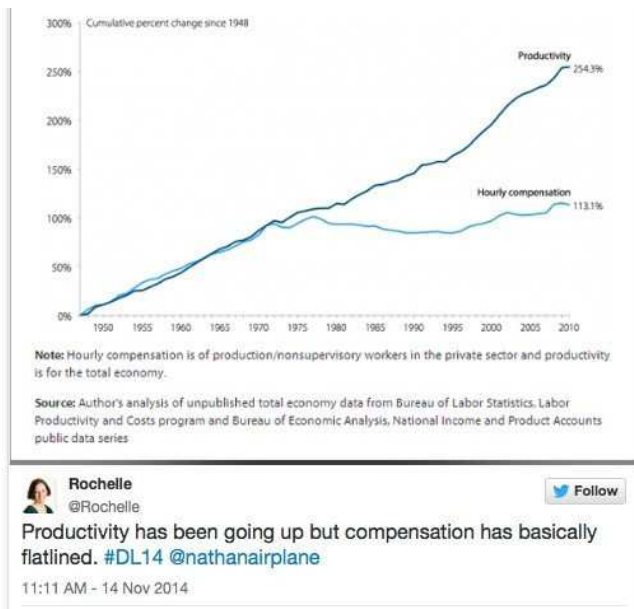 300% Cumulative percent change since 1948
Productivity
250% 254.3%
200%
150%
Hourly compensation
100% 113.1%
50%
0%
1950 1955 1960 1965 1970 1975 1980 1985 1990 1995 2000 2005 2010
Note: Hourly compensation is of production/nonsupervisory workers in the private sector and productivity
is for the total economy.
Source: Author's analysis of unpublished total economy data from Bureau of Labor Statistics, Labor
Productivity and Costs program and Bureau of Economic Analysis, National Income and Product Accounts
public data series
Rochelle
@Rochelle
Follow
Productivity has been going up but compensation has basically
flatlined. #DL14 @nathanairplane
11:11 AM - 14 Nov 2014